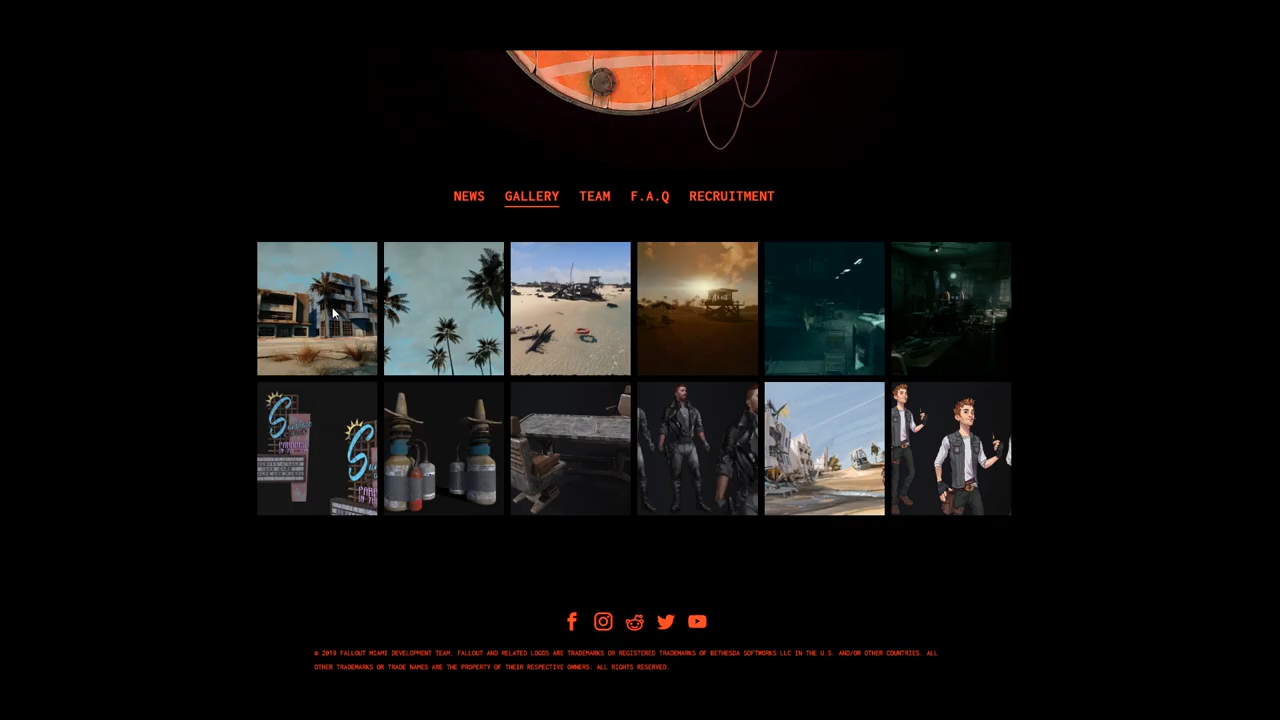 NEWS GALLERY TEAM F.A.Q RECRUITMENT
© 2019 FALLOUT MIAMI DEVELOPMENT TEAM. FALLOUT AND RELATED LOGOS ARE TRADEMARKS OR REGISTERED TRADEMARKS OF BETHESDA SOFTWORKS LLC IN THE U.S. AND/OR OTHER COUNTRIES. ALL
OTHER TRADEMARKS OR TRADE NAMES ARE THE PROPERTY OF THEIR RESPECTIVE OWNERS. ALL RIGHTS RESERVED.